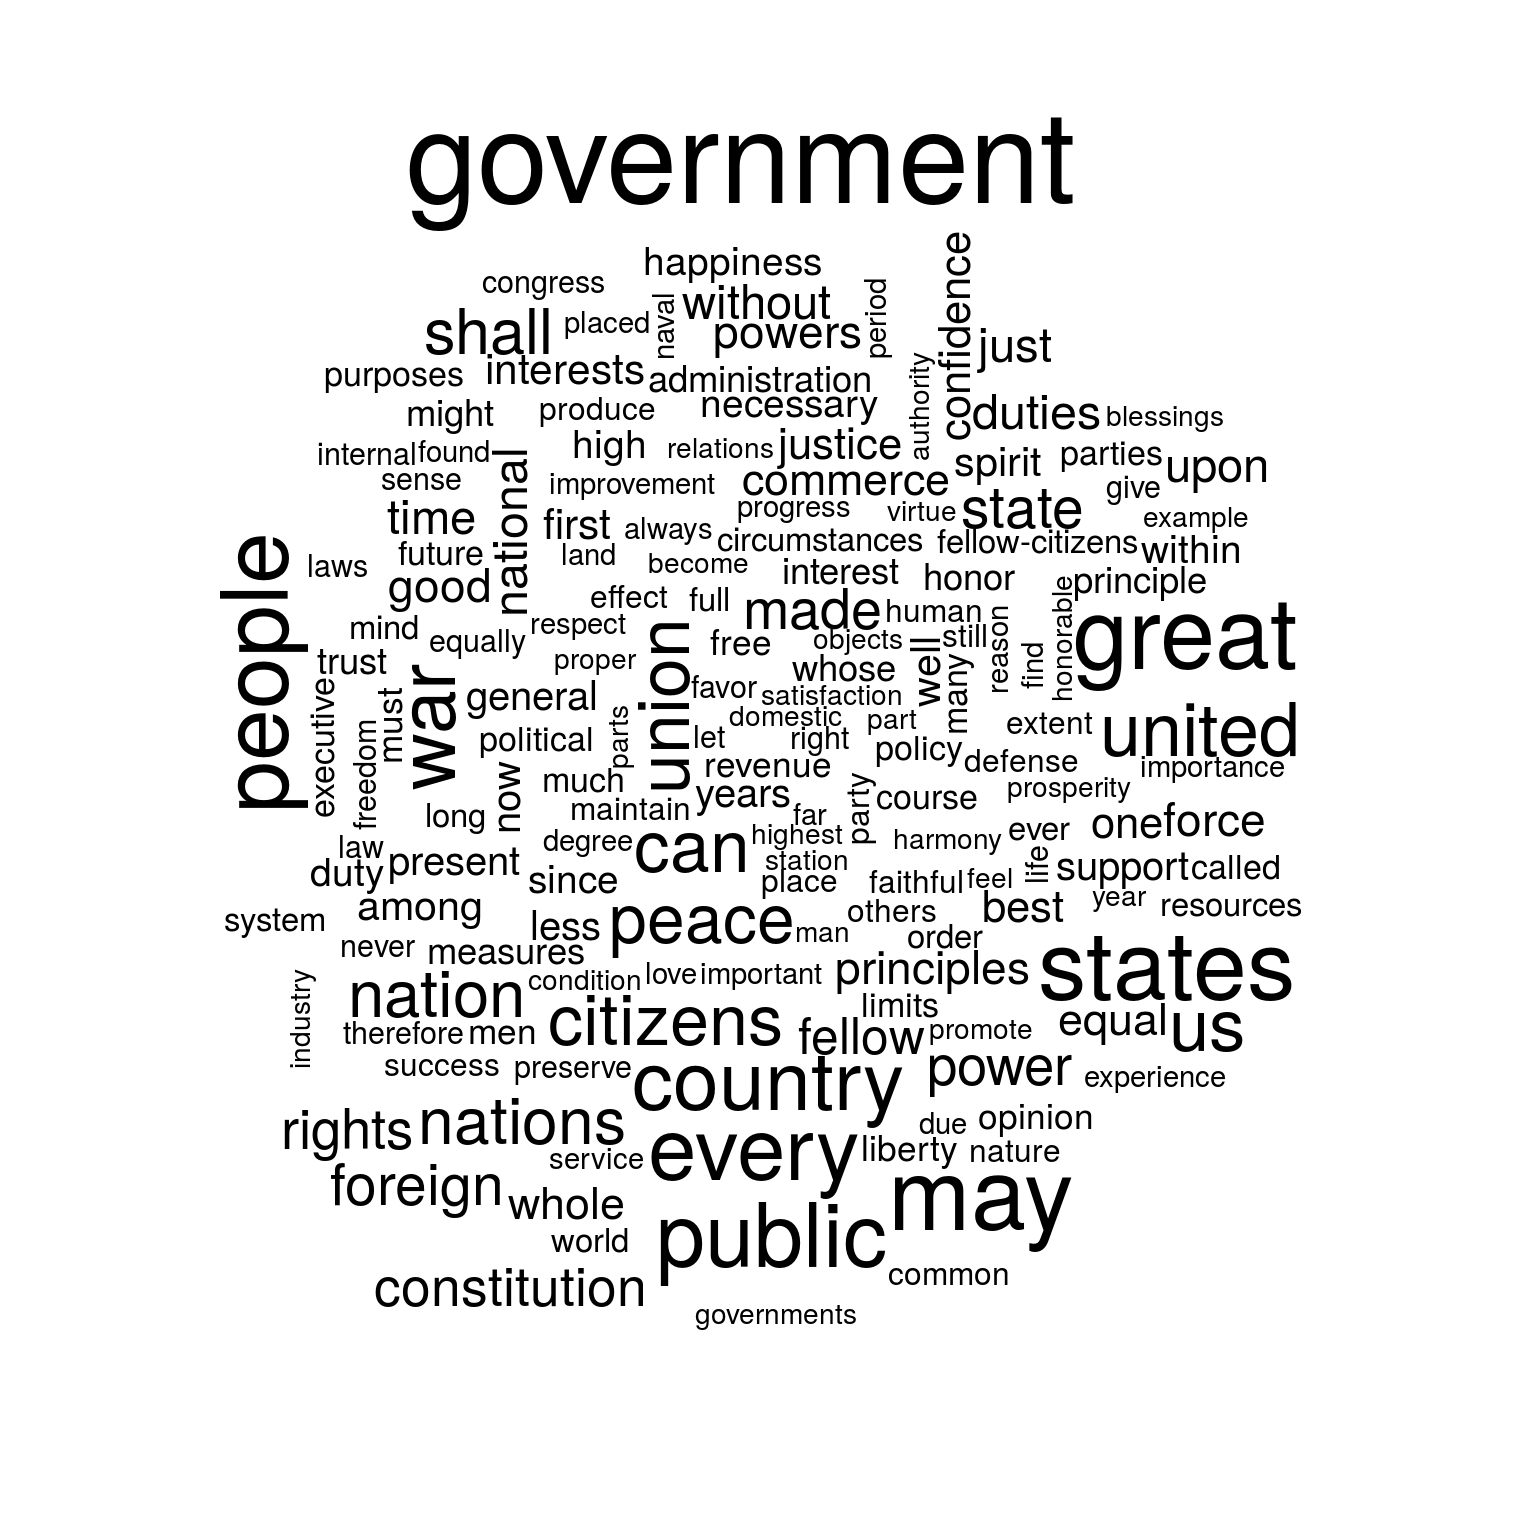 government
happiness
congress
confidence
without
naval
period
shall
placed
powers
just
interests
purposes
administration
authority
necessary
might
produce
duties
blessings
high
relations
justice
internal
found
national
spirit
parties
upon
sense
improvement
commerce
give
time
first
always
progress
virtue
state
example
circumstances
fellow-citizens
within
people
laws
future
land
become
interest
honor
principle
good
effect
full
made
human
honorable
great
mind
equally
respect
union
free
objects
well
still
reason
find
trust
proper
whose
many
executive
must
war
general
favor
satisfaction
domestic
part
extent
united
freedom
political
parts
let
right
policy
defense
importance
now
much
revenue
prosperity
long
maintain
years
far
party
course
law
degree
can
highest
harmony
ever
one
force
duty
present
station
life
support
called
since
place
faithful
feel
system
among
less
peace
man
others
best
year
resources
never
measures
order
industry
nation
condition
love
important
principles
states
therefore
men
citizens
limits
fellow
promote
equal
us
success
preserve
country
power
experience
rights
nations
due
opinion
service
every
liberty
nature
foreign
whole
may
world
public
constitution
common
governments